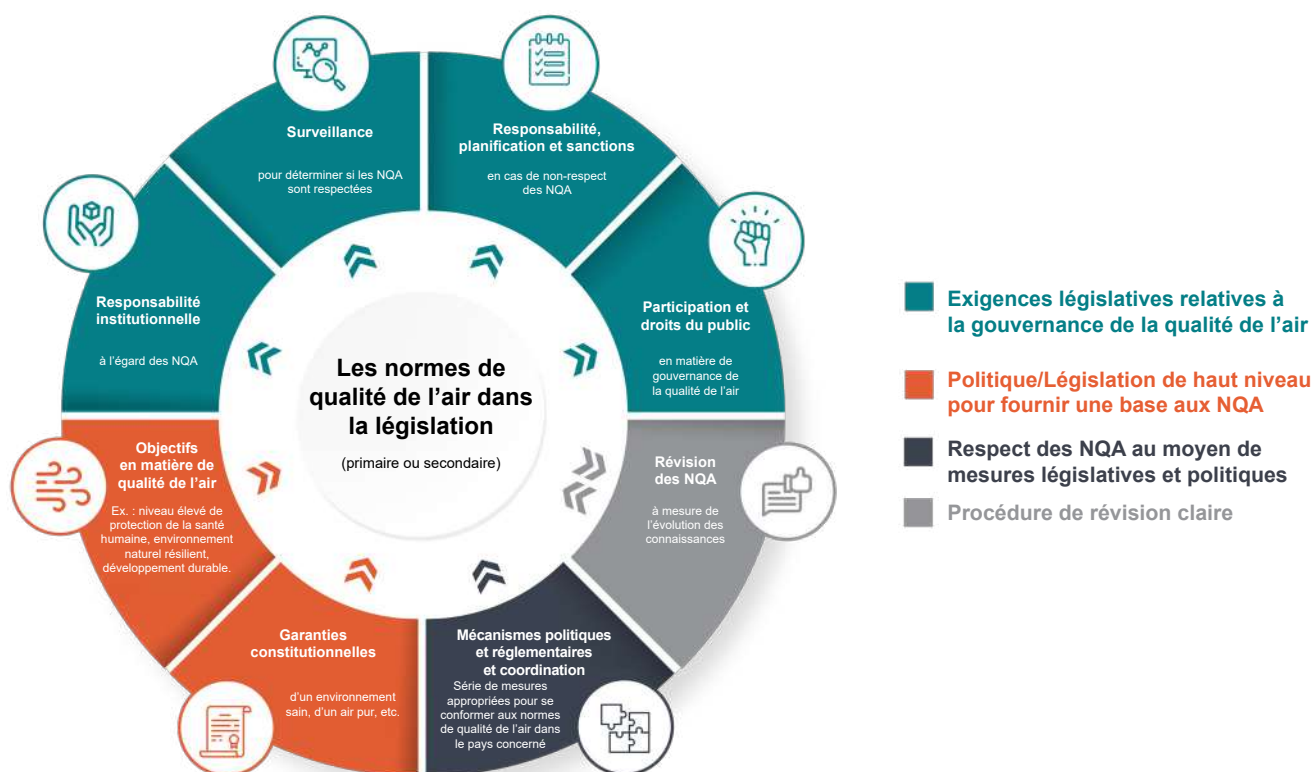 Surveillance
pour déterminer si les NQA
sont respectées
Responsabilité,
planification et sanctions
en cas de non-respect
des NQA
Responsabilité
institutionnelle
à l’égard des NQA
Participation et
droits du public
en matière de
gouvernance de
la qualité de l’air
Les normes de
qualité de l’air dans
la législation
(primaire ou secondaire)
Objectifs
en matière de
qualité de l’air
Ex. : niveau élevé de
protection de la santé
humaine, environnement
naturel résilient,
développement durable.
Révision
des NQA
à mesure de
l’évolution des
connaissances
Garanties
constitutionnelles
d’un environnement
sain, d’un air pur, etc.
Mécanismes politiques
et réglementaires
et coordination
Série de mesures
appropriées pour se
conformer aux normes
de qualité de l’air dans
le pays concerné
Exigences législatives relatives à
la gouvernance de la qualité de l’air
Politique/Législation de haut niveau
pour fournir une base aux NQA
Respect des NQA au moyen de
mesures législatives et politiques
Procédure de révision claire